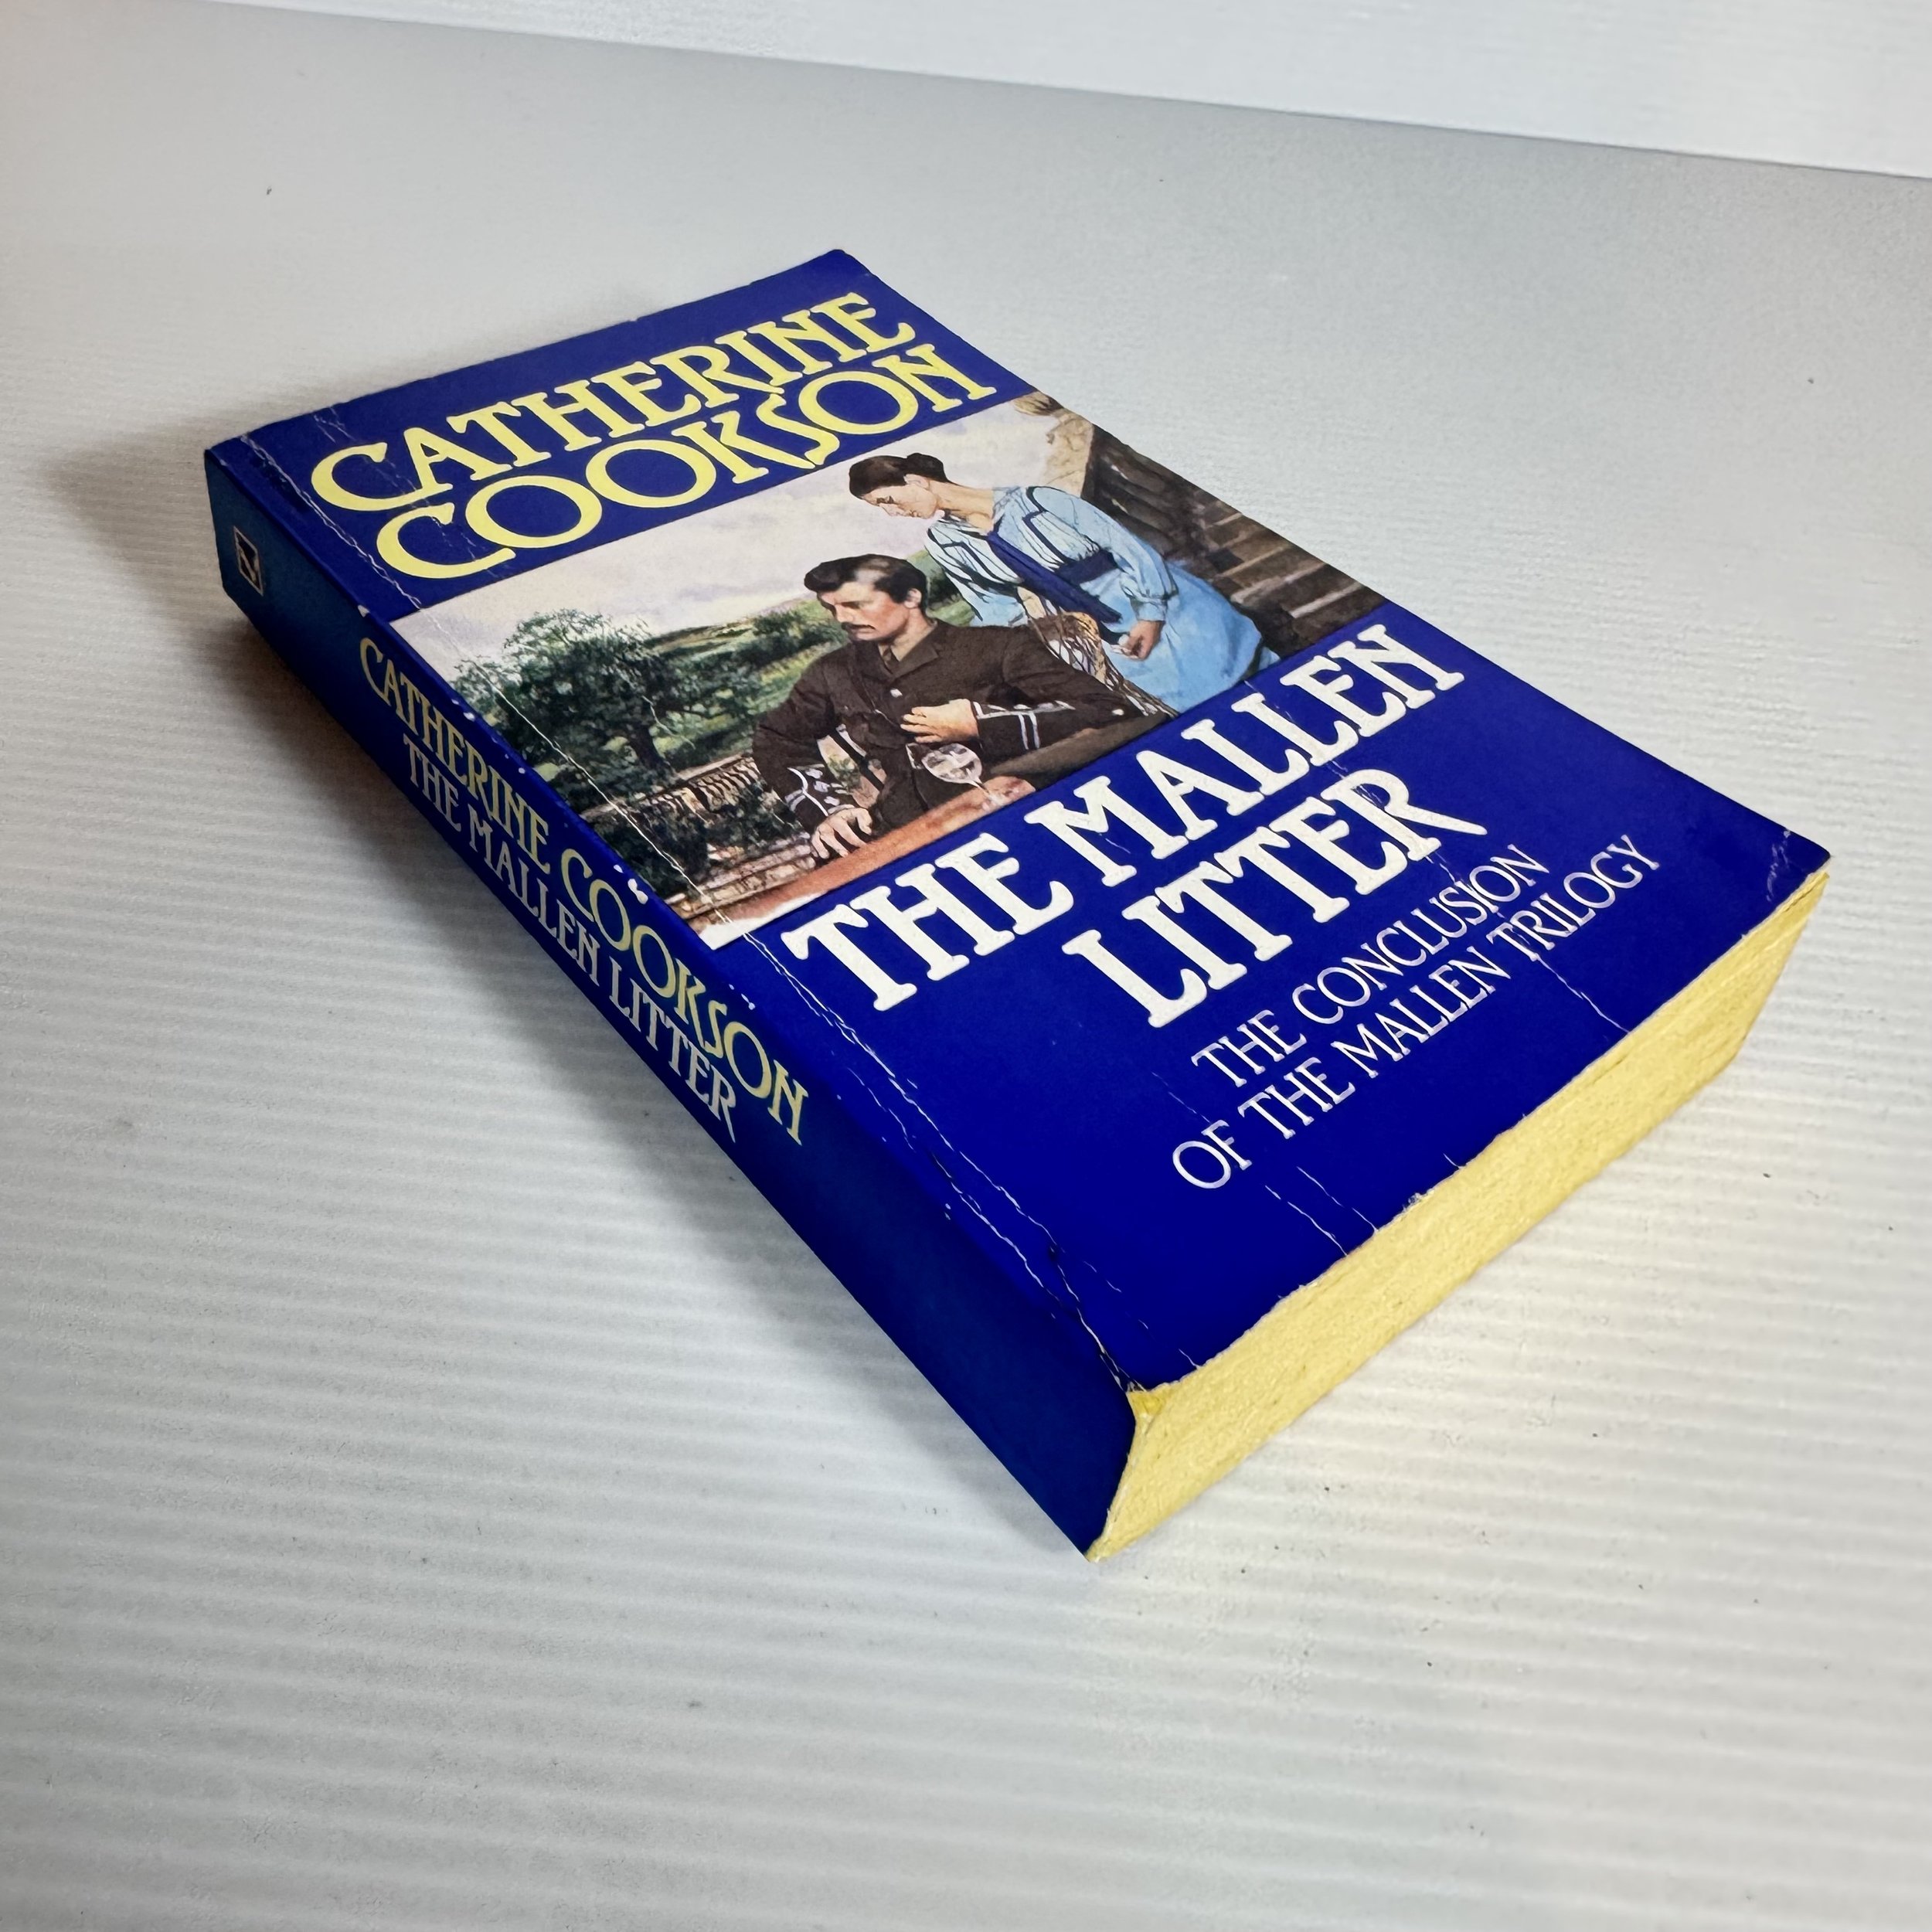 CATHERINE
COOKSON
THE MALLEN
LITTER
THE CONCLUSION
OF THE MALLEN TRILOGY
CATHERINE COOKSON
THE MALLEN LITTER